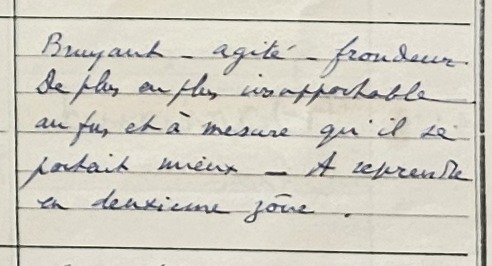 Bruyant - agité - frondeur.
De plus en plus insupportable
au fur et à mesure qu'il se
portait mieux - A reprendre
en deuxième zône.